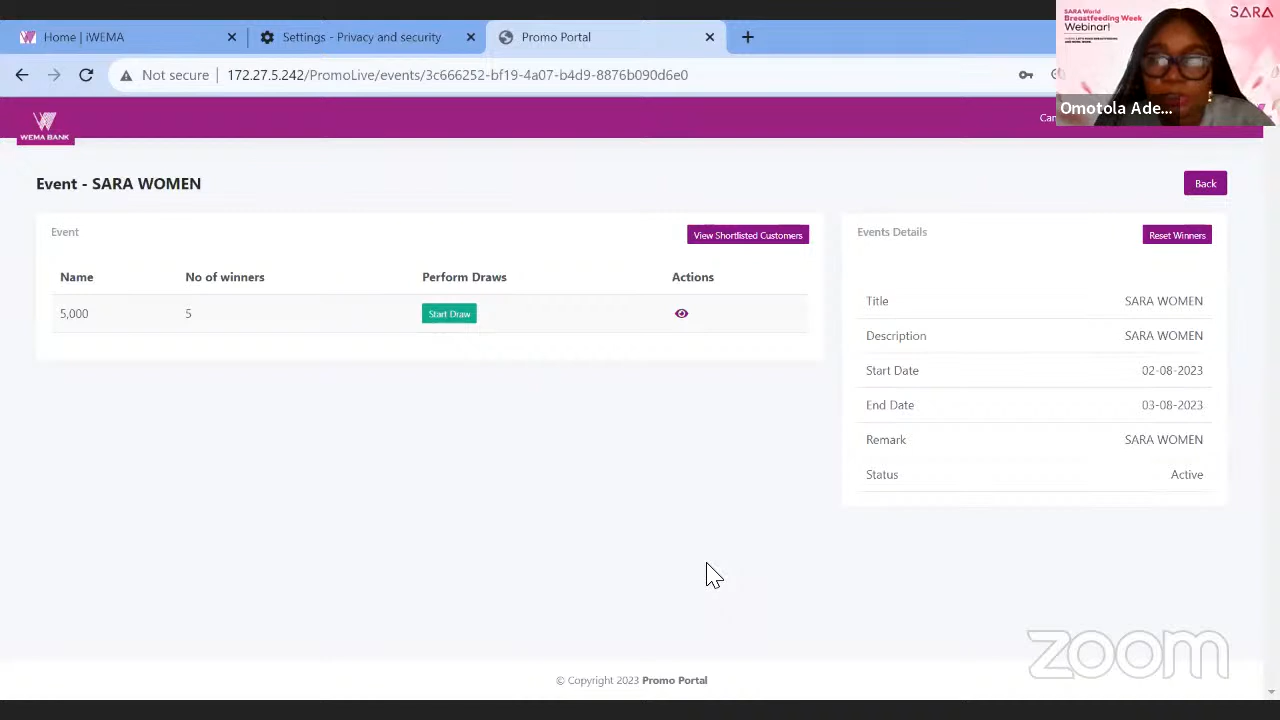 Home | iWEMA
Settings - Privacy and security
PromoPortal
Not secure
172.27.5.242/PromoLive/events/3c666252-bf19-4a07-b4d9-8876b090d6e0
SARA World
Breastfeeding Week
Webinar!
SARA
Omotola Ade...
WEMA BANK
Event - SARA WOMEN
Back
Event
View Shortlisted Customers
Name
No of winners
Perform Draws
Actions
5,000
5
Start Draw
Events Details
Reset Winners
Title
SARA WOMEN
Description
SARA WOMEN
Start Date
02-08-2023
End Date
03-08-2023
Remark
SARA WOMEN
Status
Active
zoom
© Copyright 2023 Promo Portal